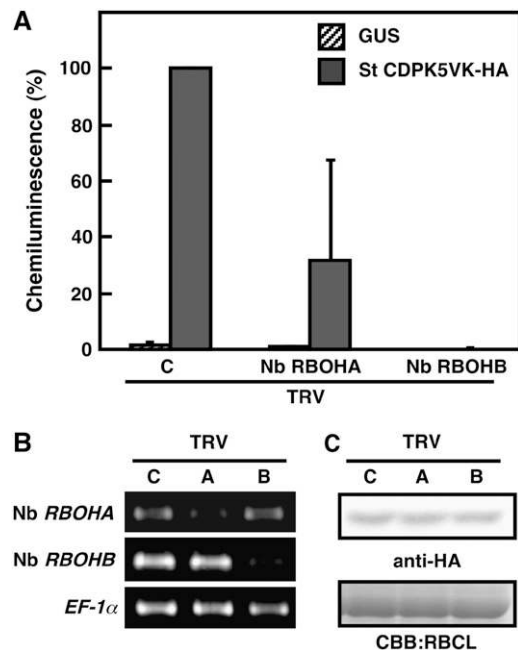 A
GUS
St CDPK5VK-HA
Chemiluminescence (%)
100
80
60
40
20
0
C Nb RBOHA Nb RBOHB
TRV
B
TRV
C A B
Nb RBOHA
Nb RBOHB
EF-1α
C
TRV
C A B
anti-HA
CBB:RBCL